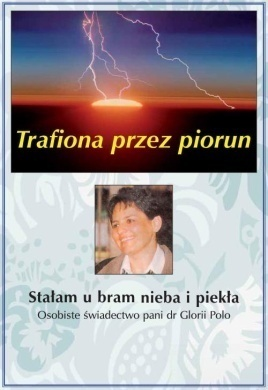 Trafiona przez piorun
Stałam u bram nieba i piekła
Osobiste świadectwo pani dr Glorii Polo